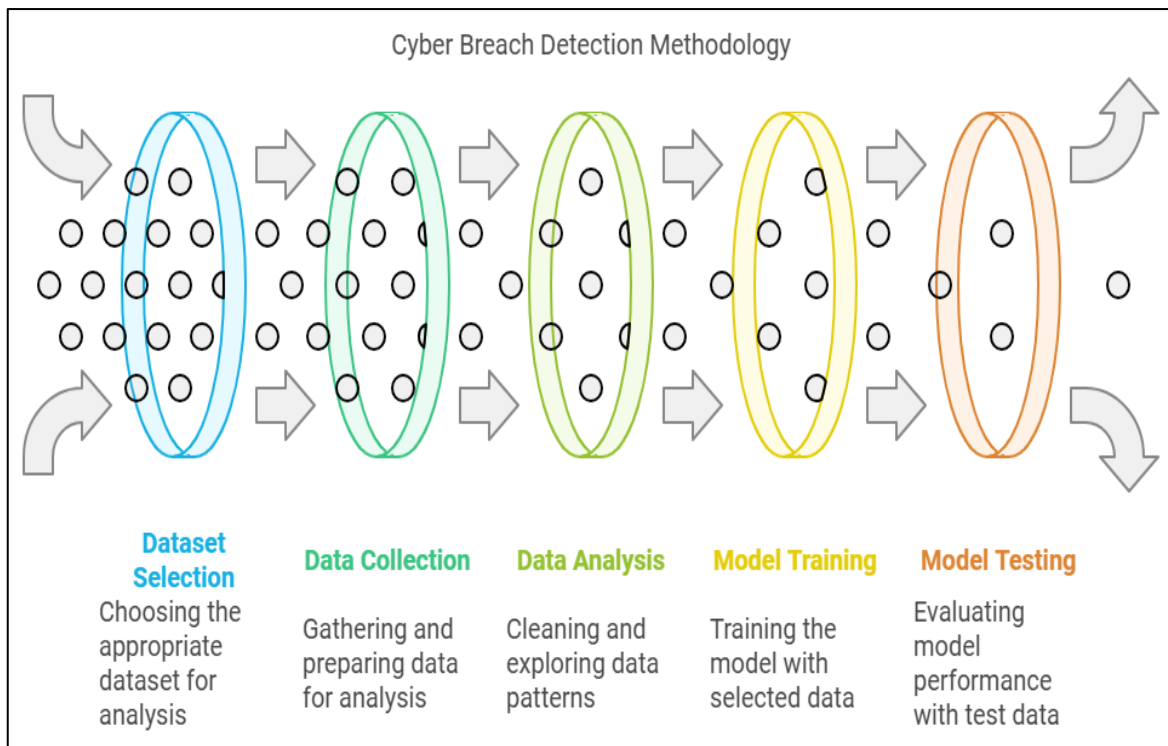 Cyber Breach Detection Methodology
Dataset
Selection
Choosing the
appropriate
dataset for
analysis
Data Collection
Gathering and
preparing data
for analysis
Data Analysis
Cleaning and
exploring data
patterns
Model Training
Training the
model with
selected data
Model Testing
Evaluating
model
performance
with test data